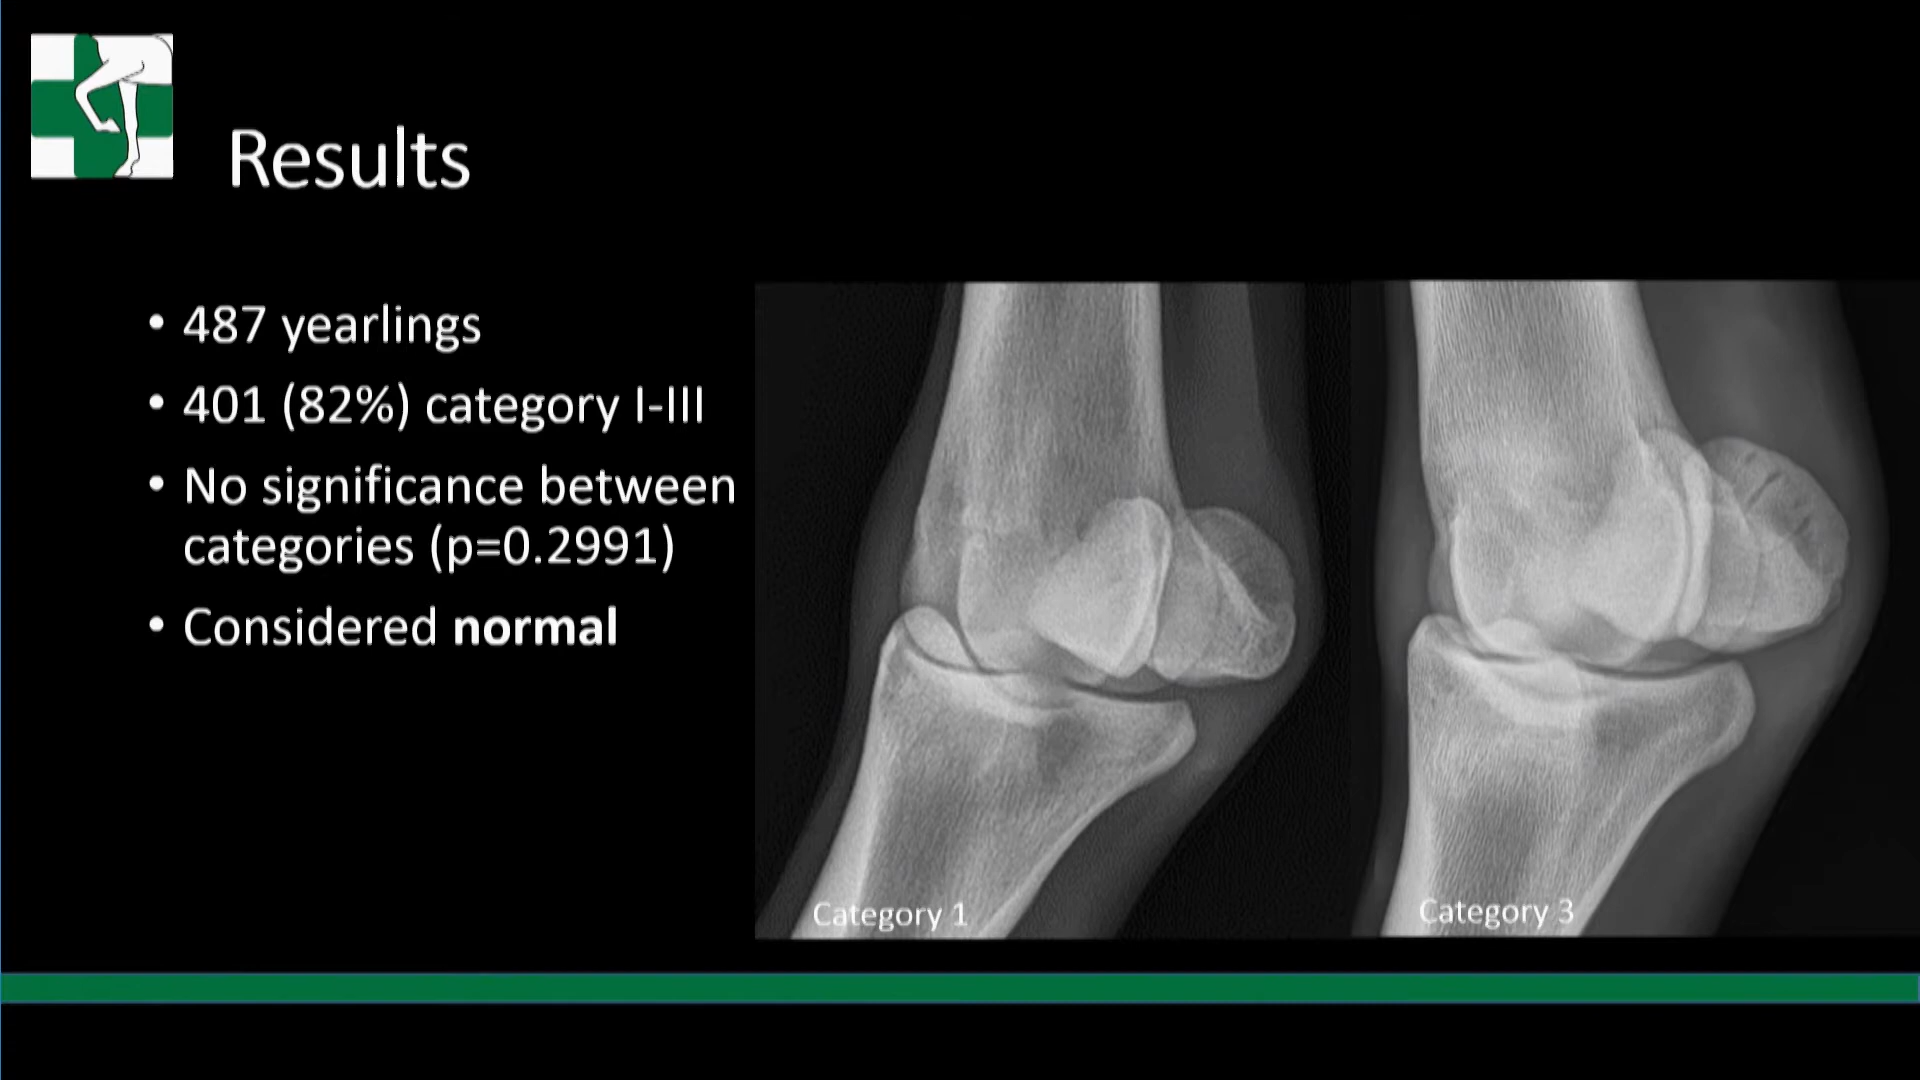 Results
• 487 yearlings
• 401 (82%) category I-III
• No significance between
categories (p=0.2991)
• Considered normal
Category 1
Category 3